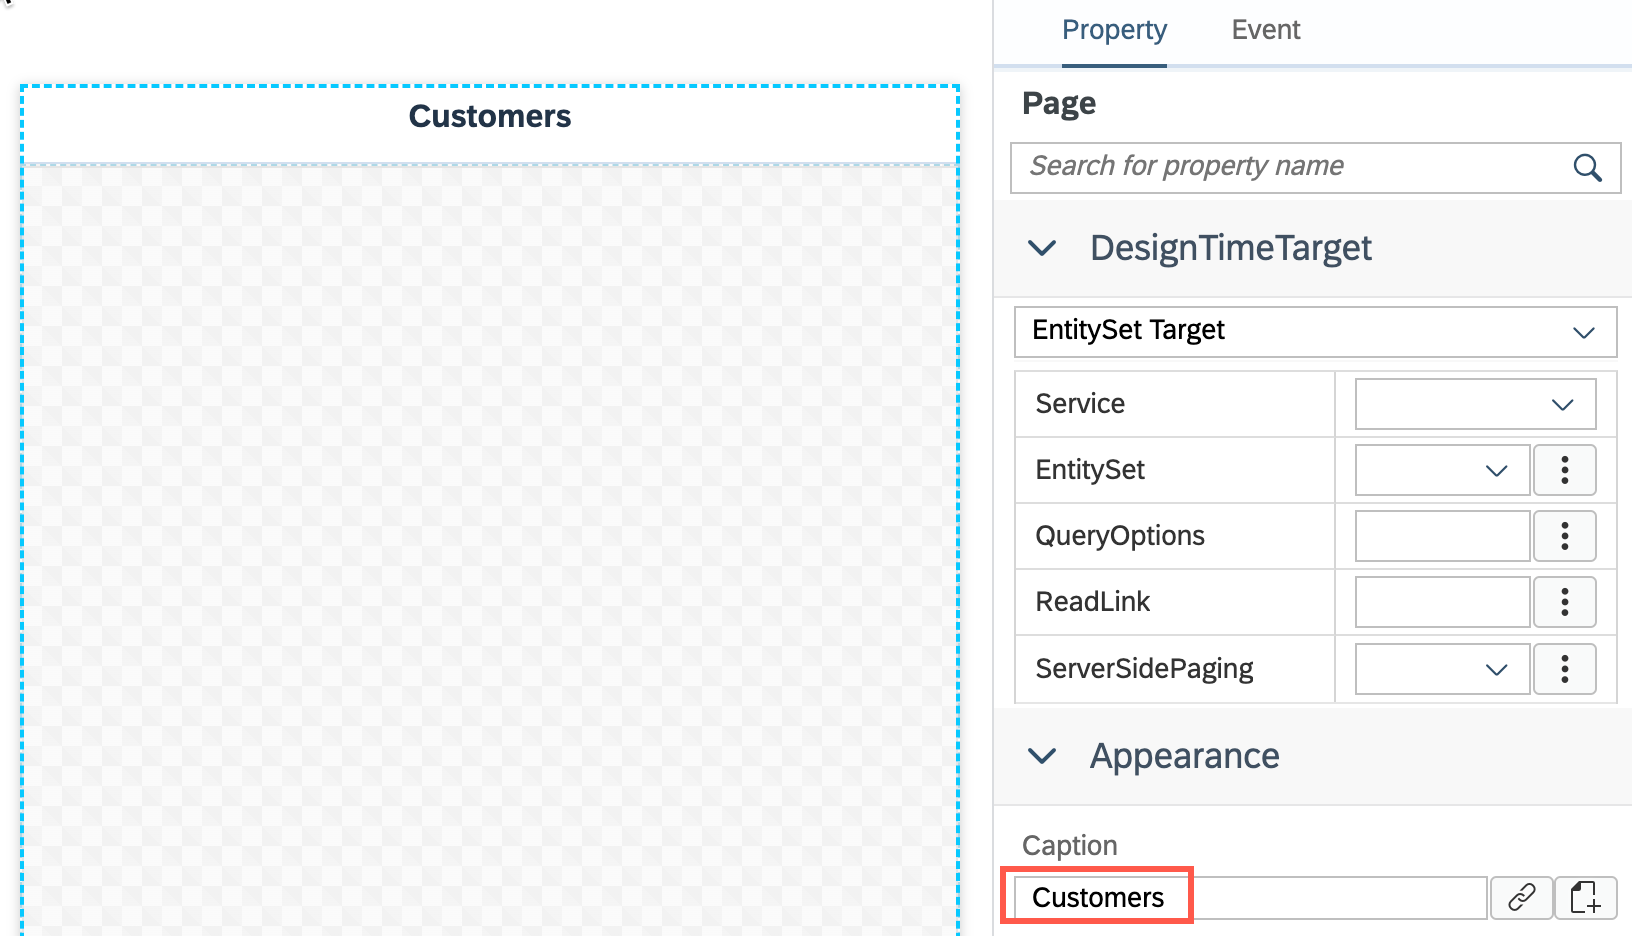 Customers
Property Event
Page
Search for property name
DesignTimeTarget
EntitySet Target
Service
EntitySet
QueryOptions
ReadLink
ServerSidePaging
Appearance
Caption
Customers